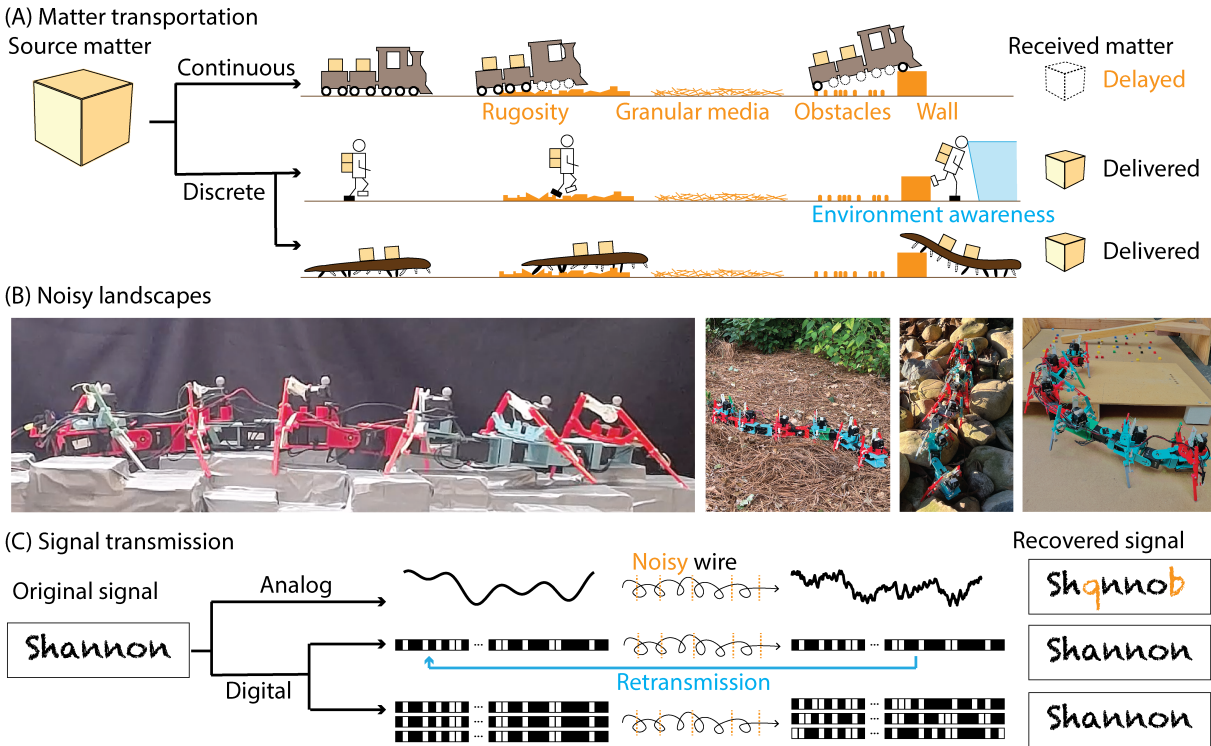 (A) Matter transportation
Source matter
Continuous
Received matter
Delayed
Rugosity
Granular media
Obstacles
Wall
Discrete
Delivered
Environment awareness
Delivered
(B) Noisy landscapes
(C) Signal transmission
Recovered signal
Original signal
Analog
Noisy wire
Shqnnob
Shannon
...
...
Shannon
Digital
Retransmission
...
...
Shannon